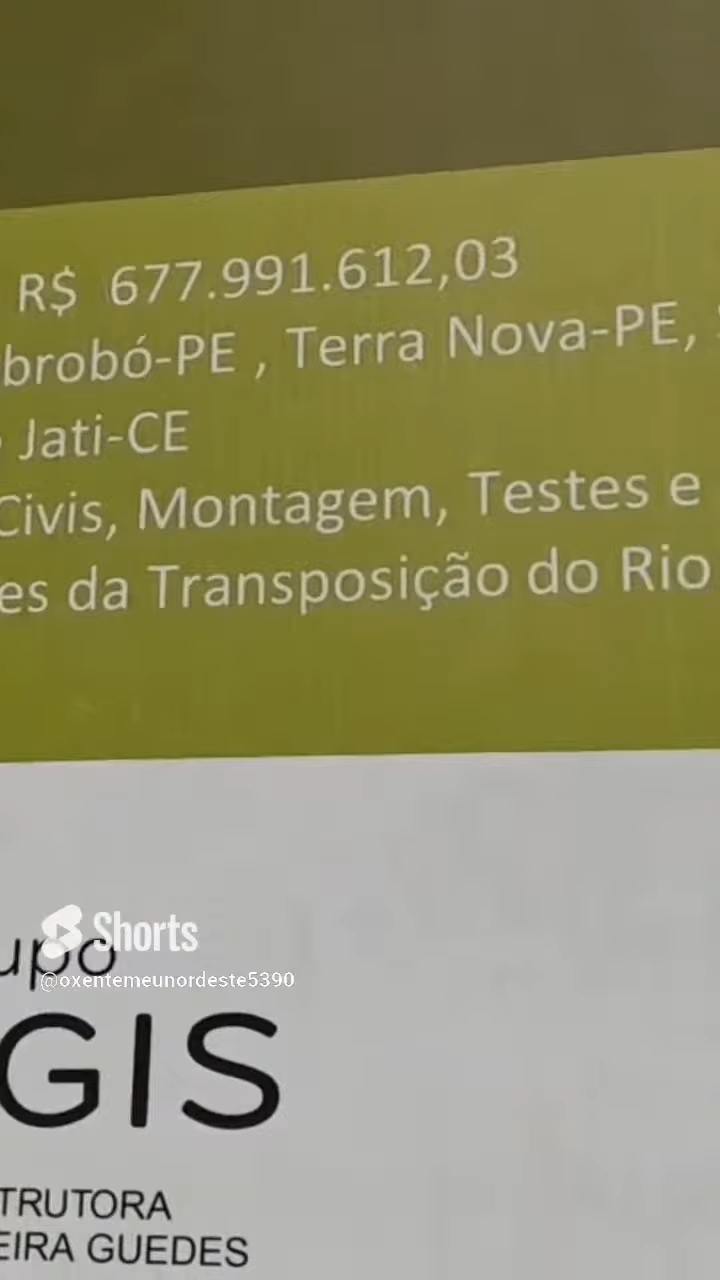 R$ 677.991.612,03
brobó-PE , Terra Nova-PE,
Jati-CE
Civis, Montagem, Testes e
es da Transposição do Rio
upo
Shorts
@oxentemeunordeste5390
GIS
TRUTORA
EIRA GUEDES